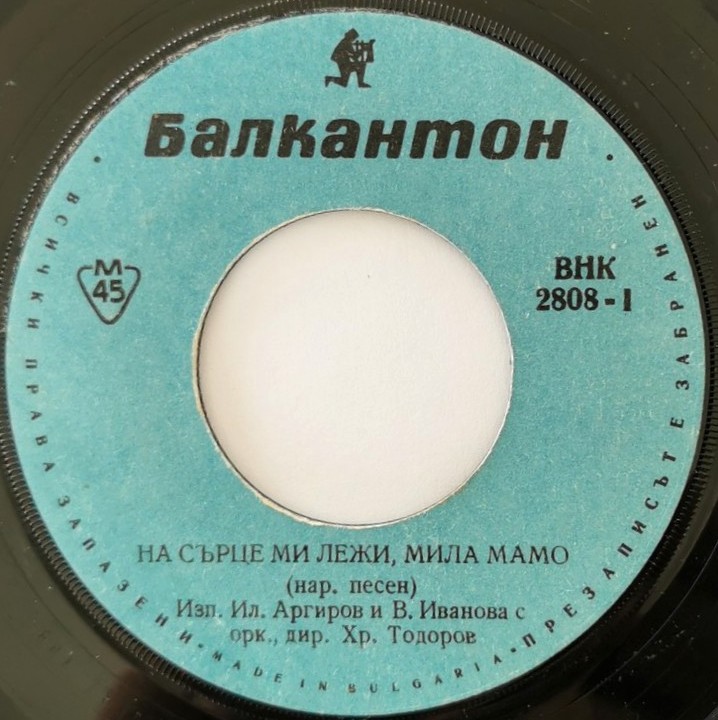 Балкантон
М
45
ВНК
2808 - 1
НА СЪРЦЕ МИ ЛЕЖИ, МИЛА МАМО
(нар. песен)
Изп. Ил. Аргиров и В. Иванова с
орк., дир. Хр. Тодоров
ВСИЧКИ ПРАВА ЗАПАЗЕНИ • MADE IN BULGARIA • ПРЕЗАПИСЪТ Е ЗАБРАНЕН